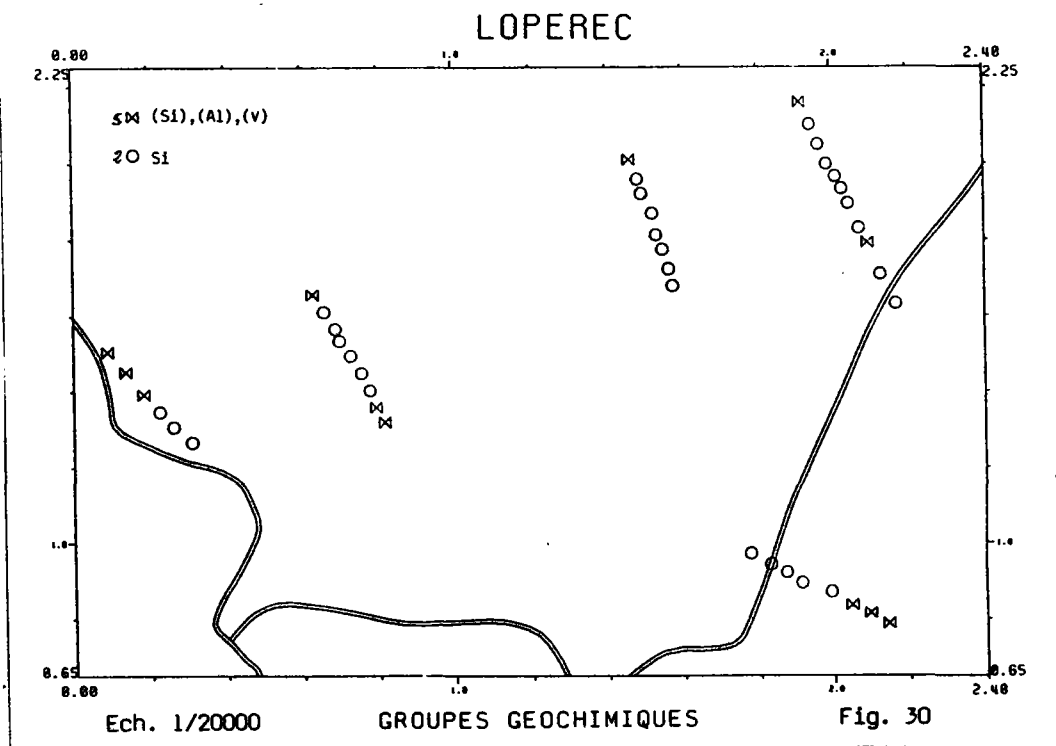 LOPEREC
0.00 1.0 2.0 2.40
2.25 2.25
5⋈ (Si),(Al),(V)
2O Si
1.0 1.0
0.65 0.65
0.00 1.0 2.0 2.40
Ech. 1/20000 GROUPES GEOCHIMIQUES Fig. 30